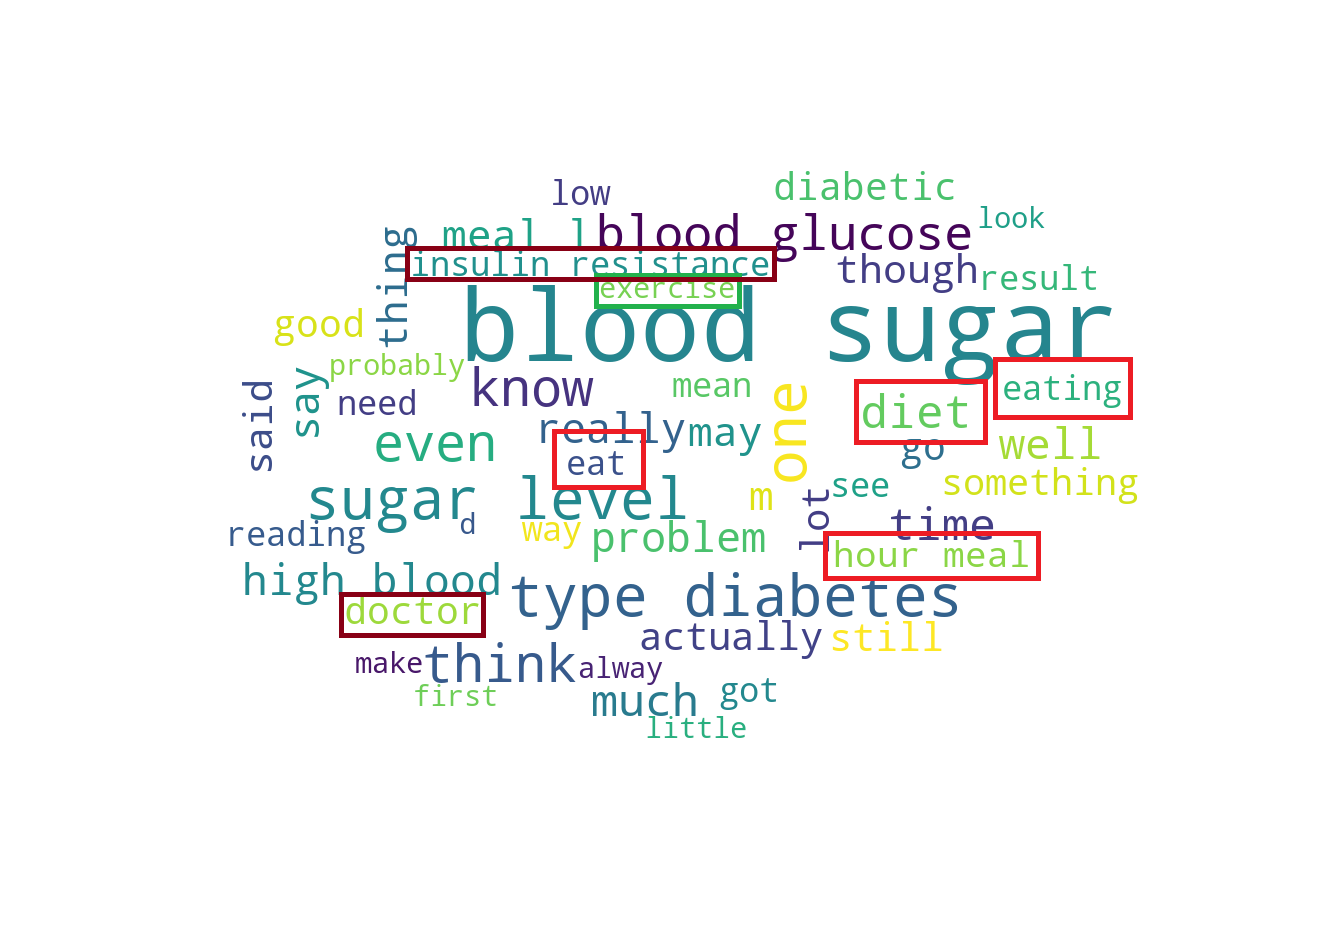 diabetic
low
look
meal l
blood glucose
thing
insulin resistance
though
result
exercise
good
blood sugar
probably
know
mean
eating
need
said
say
diet
one
even
really
may
go
well
eat
sugar level
m
see
something
reading
d
way
problem
lot
time
hour meal
high blood
type diabetes
doctor
actually
still
make
think
alway
first
much
got
little